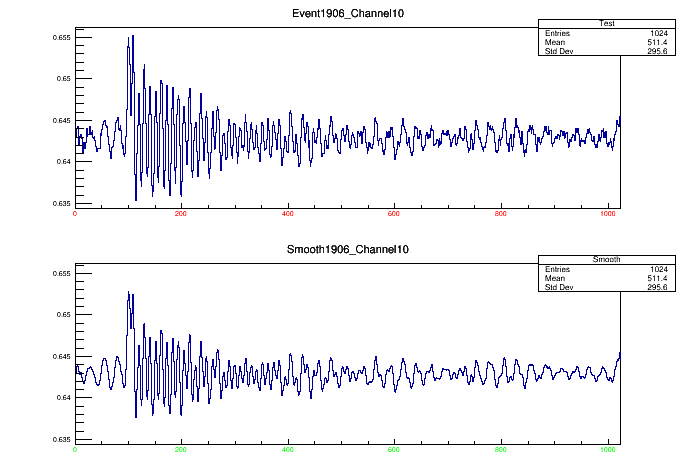 Event1906_Channel10
Test
Entries 1024
Mean 511.4
Std Dev 295.6
0.655
0.65
0.645
0.64
0.635
0 200 400 600 800 1000
Smooth1906_Channel10
Smooth
Entries 1024
Mean 511.4
Std Dev 295.6
0.655
0.65
0.645
0.64
0.635
0 200 400 600 800 1000